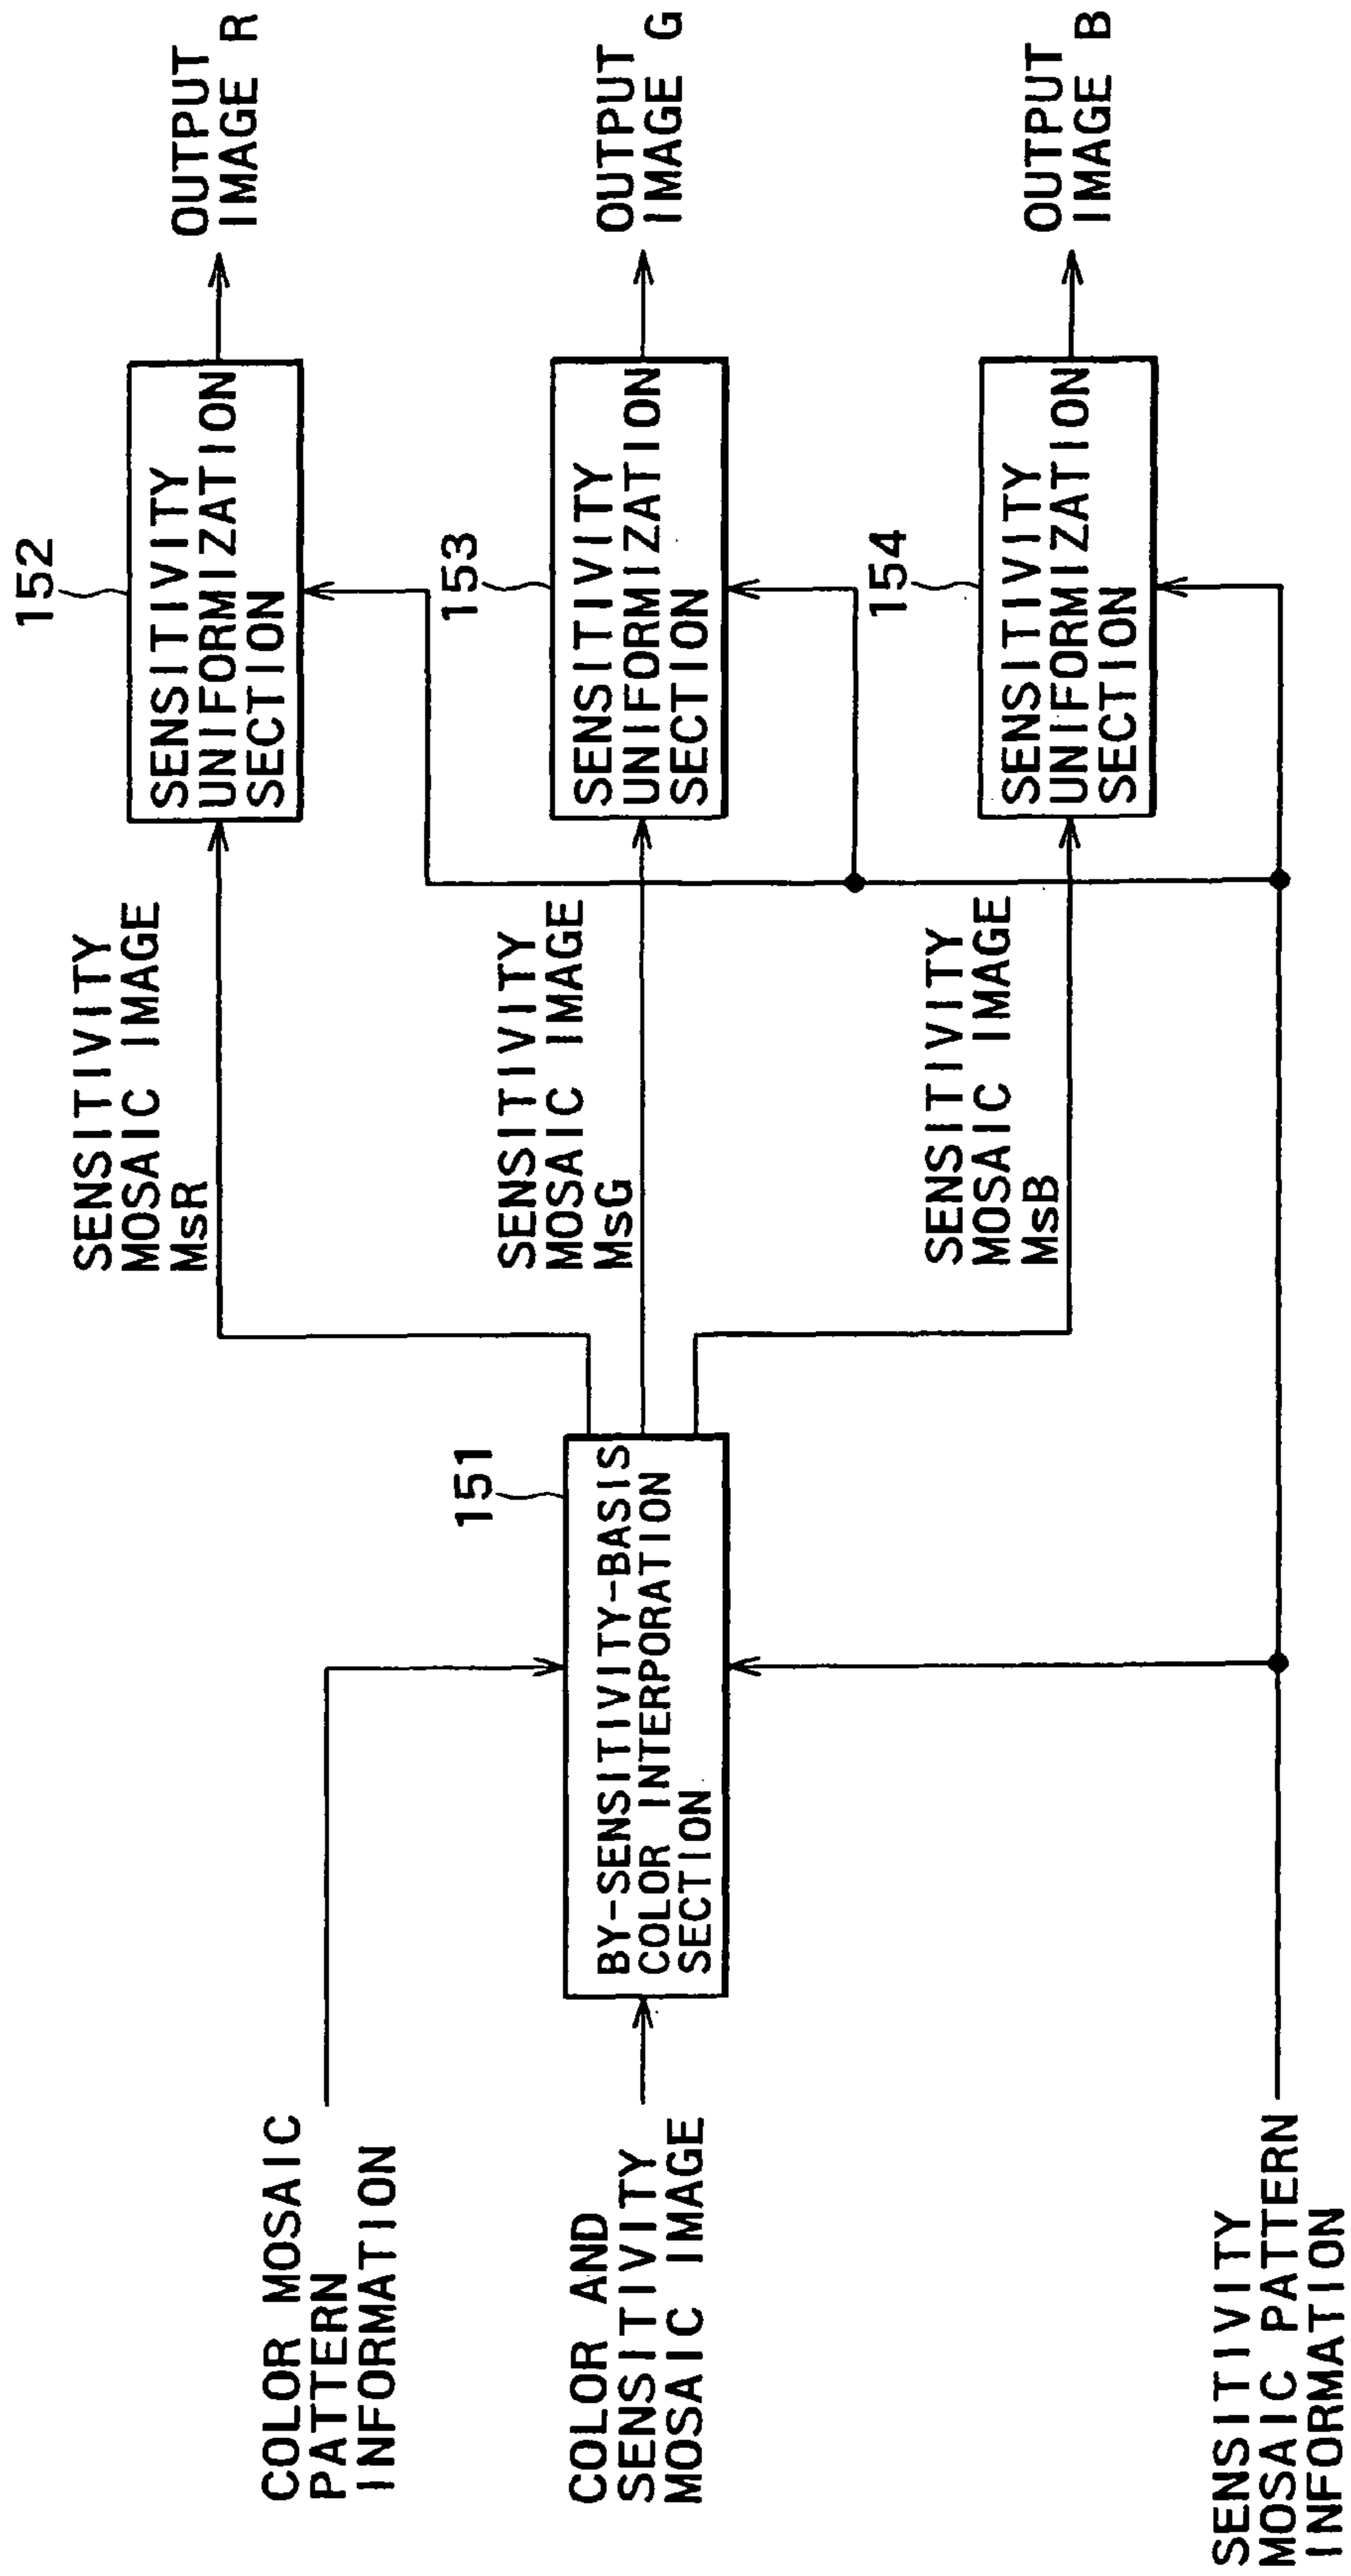 COLOR MOSAIC
PATTERN
INFORMATION
COLOR AND
SENSITIVITY
MOSAIC IMAGE
SENSITIVITY
MOSAIC PATTERN
INFORMATION
151
BY-SENSITIVITY-BASIS
COLOR INTERPORATION
SECTION
SENSITIVITY
MOSAIC IMAGE
MsR
SENSITIVITY
MOSAIC IMAGE
MsG
SENSITIVITY
MOSAIC IMAGE
MsB
152
SENSITIVITY
UNIFORMIZATION
SECTION
153
SENSITIVITY
UNIFORMIZATION
SECTION
154
SENSITIVITY
UNIFORMIZATION
SECTION
OUTPUT
IMAGE R
OUTPUT
IMAGE G
OUTPUT
IMAGE B